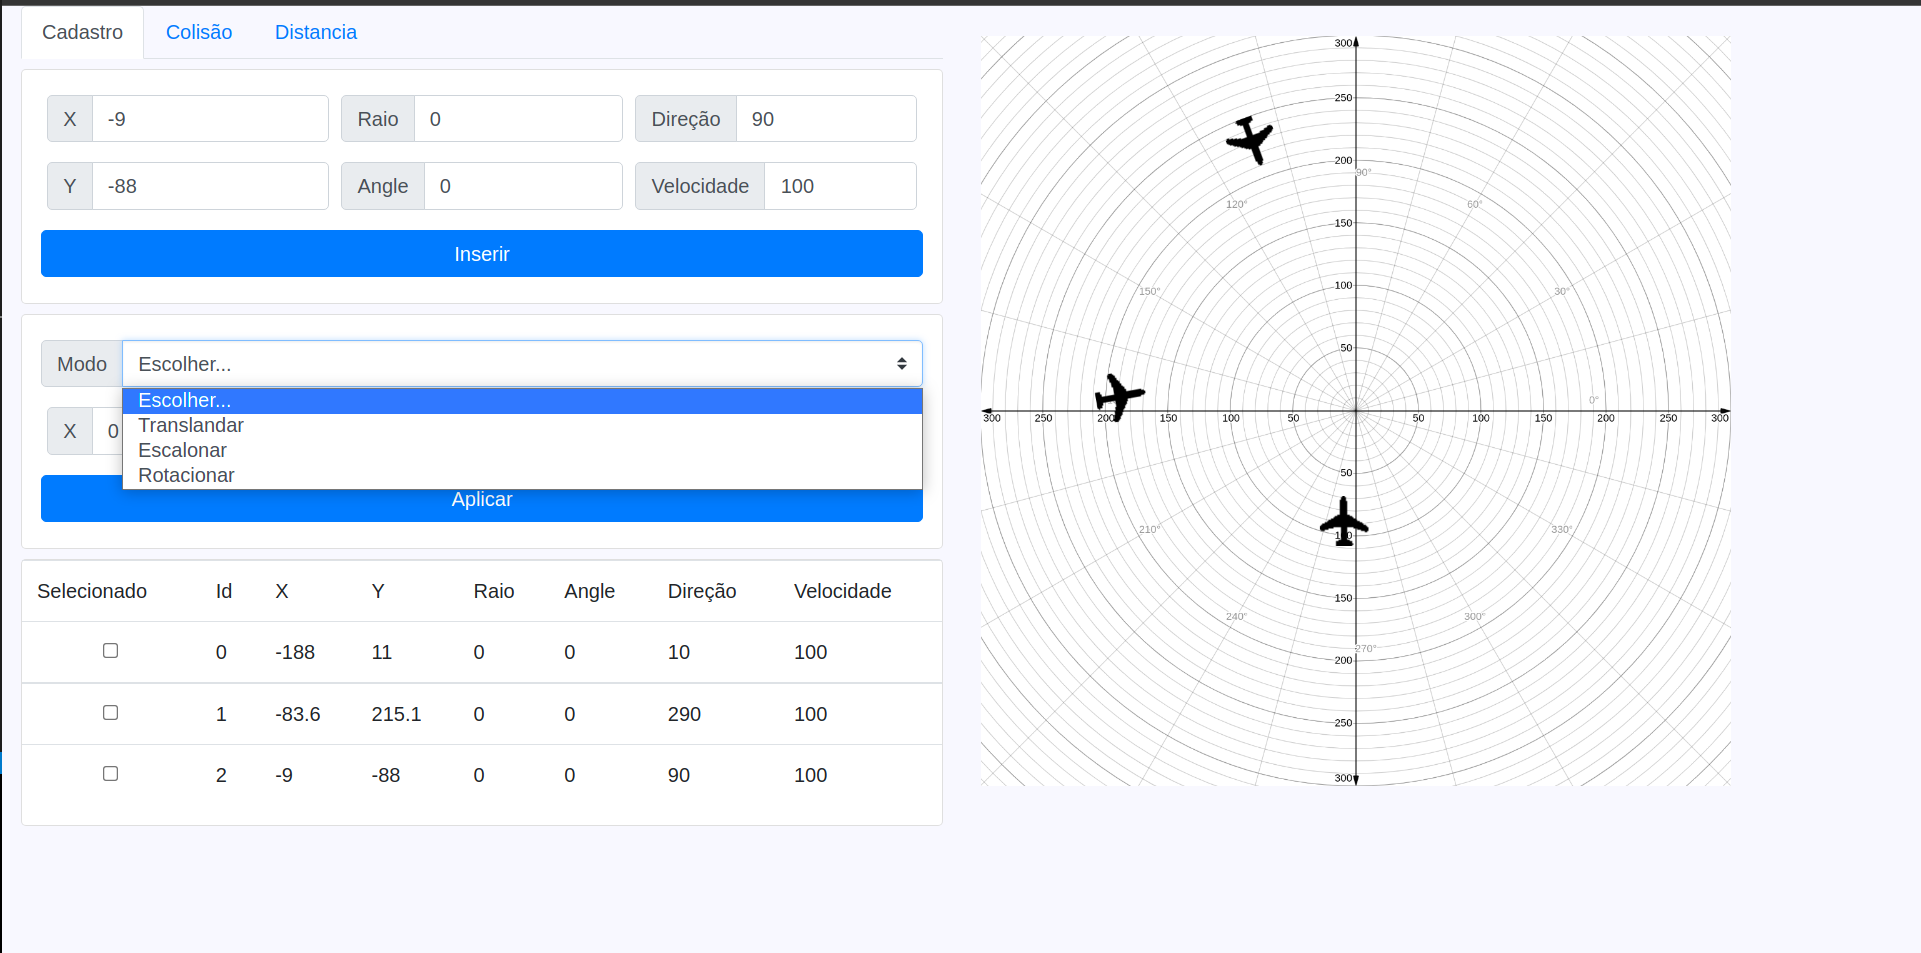 Cadastro Colisão Distancia
X -9 Raio 0 Direção 90
Y -88 Angle 0 Velocidade 100
Inserir
Modo Escolher...
Escolher...
Translandar
Escalonar
Rotacionar
X 0
Aplicar
Selecionado Id X Y Raio Angle Direção Velocidade
0 -188 11 0 0 10 100
1 -83.6 215.1 0 0 290 100
2 -9 -88 0 0 90 100
300
250
200
90°
120° 60°
150
100
150° 30°
50
0°
300 250 200 150 100 50 50 100 150 200 250 300
50
100
210° 330°
150
240° 300°
270°
200
250
300